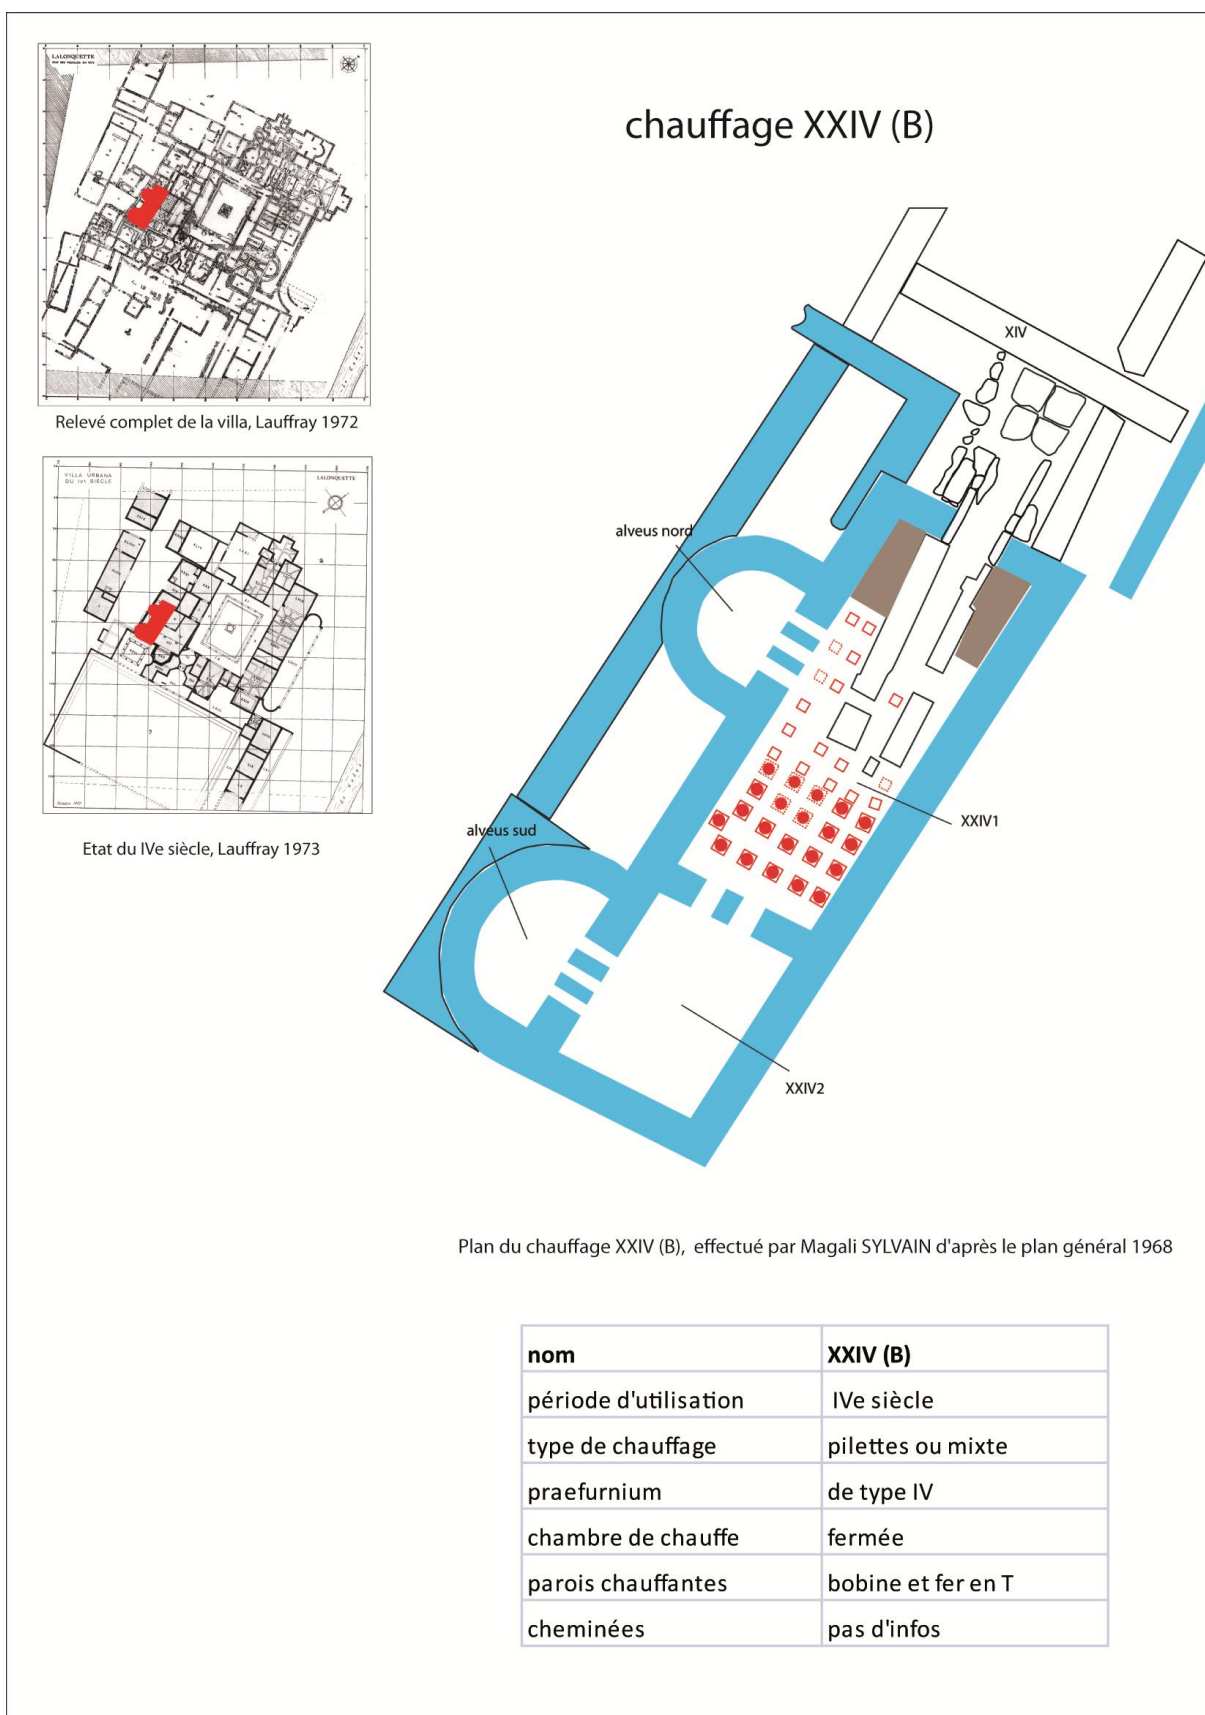 LALONQUETTE
chauffage XXIV (B)
Relevé complet de la villa, Lauffray 1972
VILLA URBANA
DU IVe SIÈCLE
LALONQUETTE
Etat du IVe siècle, Lauffray 1973
XIV
alveus nord
alveus sud
XXIV1
XXIV2
Plan du chauffage XXIV (B), effectué par Magali SYLVAIN d'après le plan général 1968
nom XXIV (B)
période d'utilisation IVe siècle
type de chauffage pilettes ou mixte
praefurnium de type IV
chambre de chauffe fermée
parois chauffantes bobine et fer en T
cheminées pas d'infos